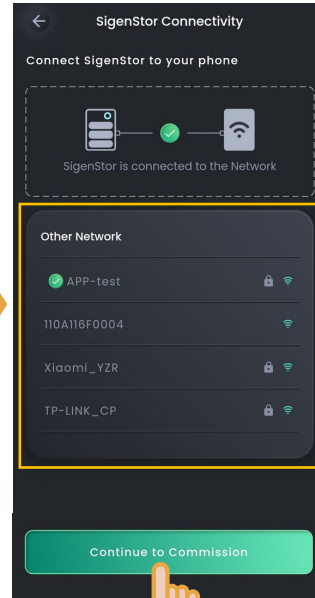 SigenStor Connectivity
Connect SigenStor to your phone
SigenStor is connected to the Network
Other Network
APP-test
110A116F0004
Xiaomi_YZR
TP-LINK_CP
Continue to Commission